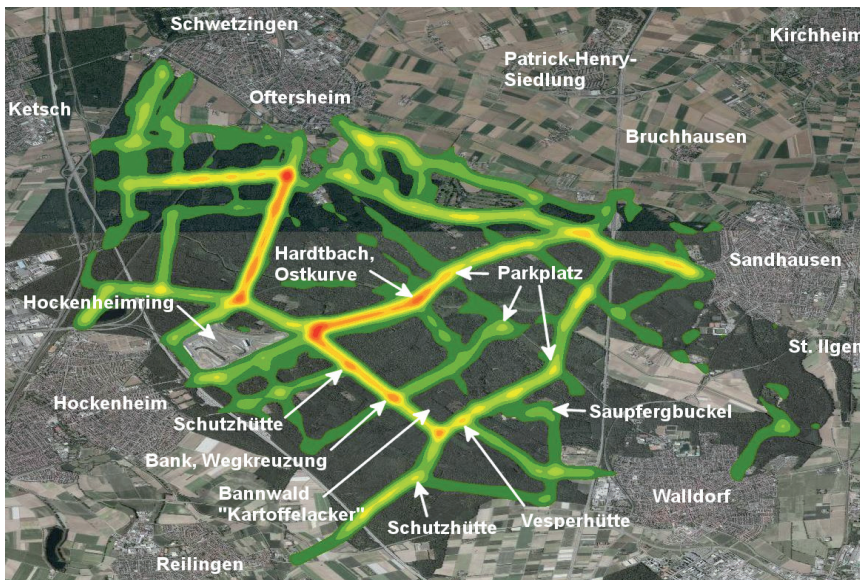 Schwetzingen
Kirchheim
Patrick-Henry-
Siedlung
Ketsch
Oftersheim
Bruchhausen
Hardtbach,
Ostkurve
Parkplatz
Sandhausen
Hockenheimring
St. Ilgen
Hockenheim
Schutzhütte
Saupfergbuckel
Bank, Wegkreuzung
Bannwald
"Kartoffelacker"
Walldorf
Schutzhütte
Vesperhütte
Reilingen